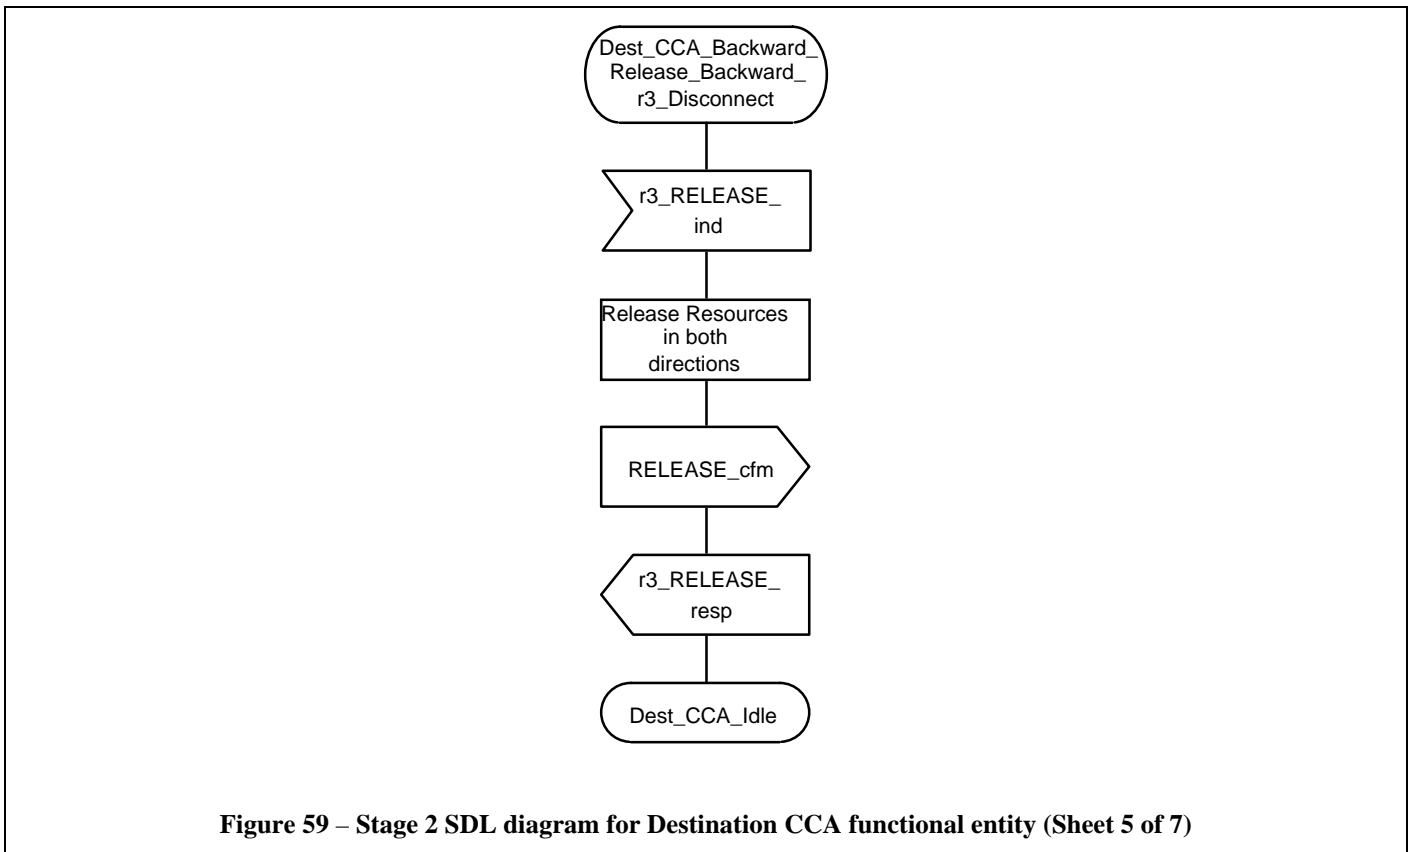 Dest_CCA_Backward_
Release_Backward_
r3_Disconnect
r3_RELEASE_
ind
Release Resources
in both
directions
RELEASE_cfm
r3_RELEASE_
resp
Dest_CCA_Idle
Figure 59 – Stage 2 SDL diagram for Destination CCA functional entity (Sheet 5 of 7)